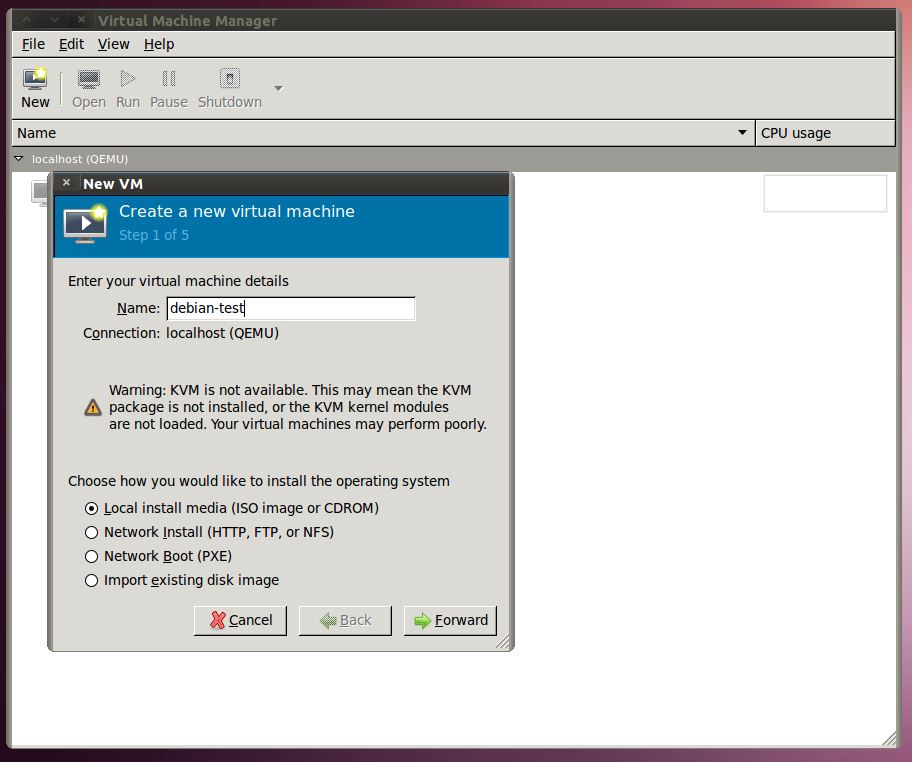 Virtual Machine Manager
File Edit View Help
New Open Run Pause Shutdown
Name CPU usage
localhost (QEMU)
New VM
Create a new virtual machine
Step 1 of 5
Enter your virtual machine details
Name: debian-test
Connection: localhost (QEMU)
Warning: KVM is not available. This may mean the KVM
package is not installed, or the KVM kernel modules
are not loaded. Your virtual machines may perform poorly.
Choose how you would like to install the operating system
Local install media (ISO image or CDROM)
Network Install (HTTP, FTP, or NFS)
Network Boot (PXE)
Import existing disk image
Cancel Back Forward